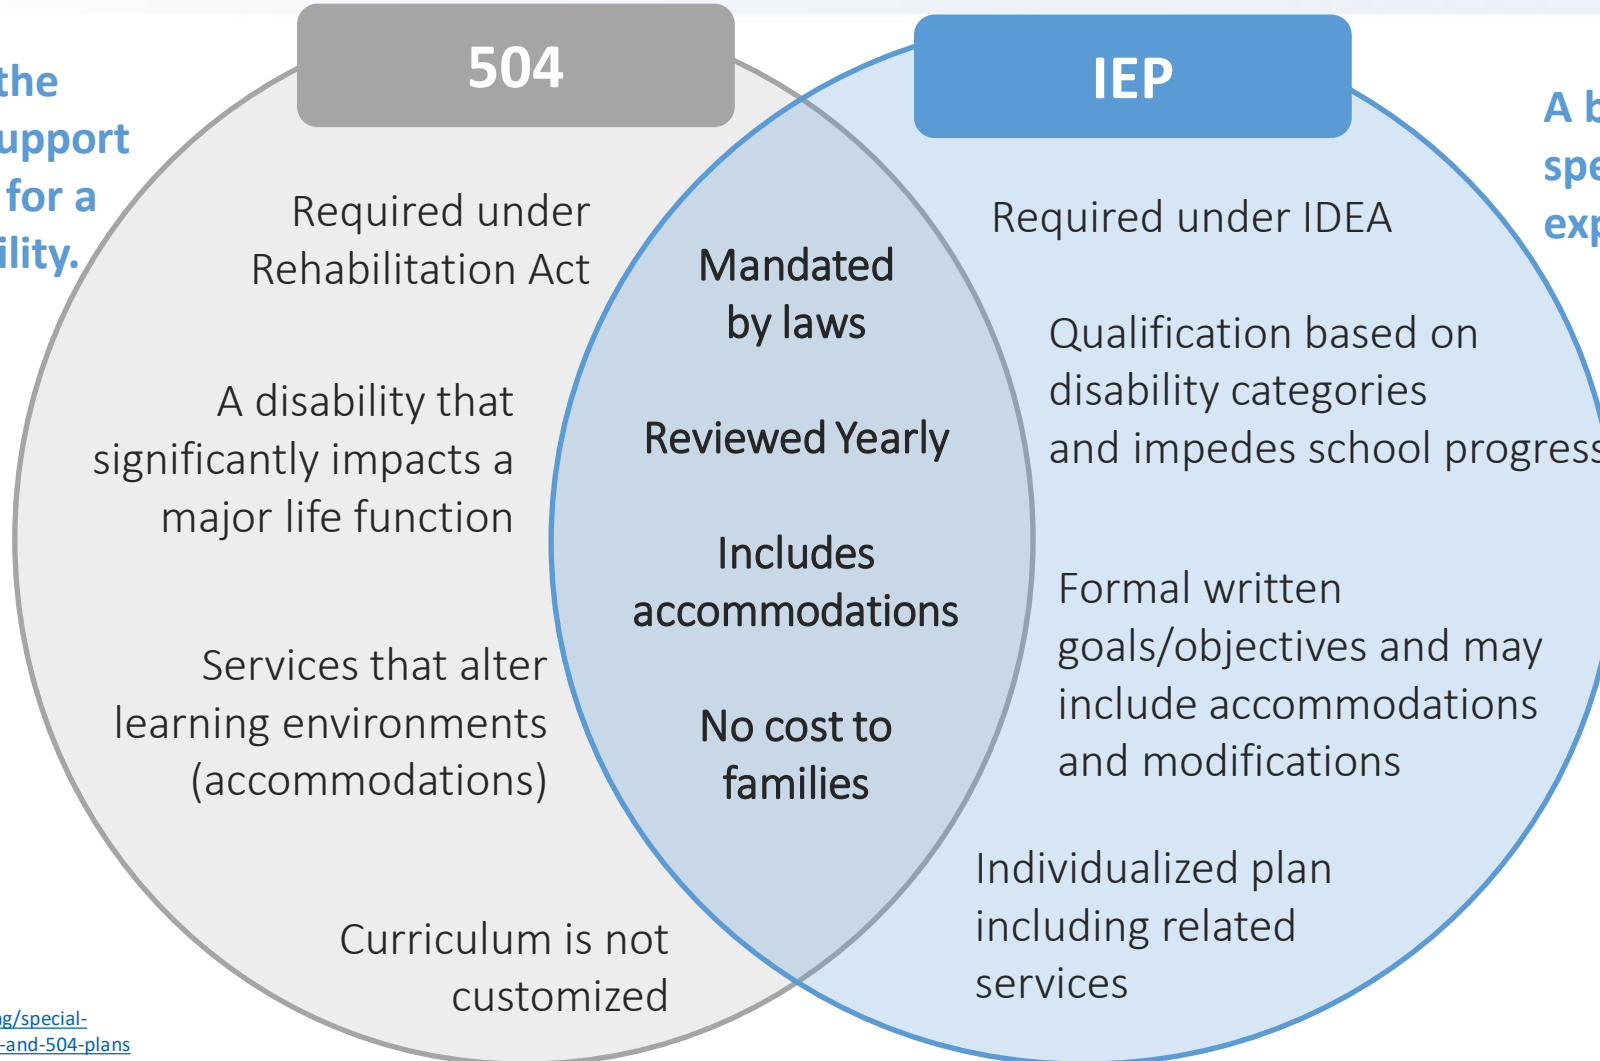 504
IEP
the
upport
for a
ility.
A b
spe
exp
Required under
Rehabilitation Act
A disability that
significantly impacts a
major life function
Services that alter
learning environments
(accommodations)
Curriculum is not
customized
Mandated
by laws
Reviewed Yearly
Includes
accommodations
No cost to
families
Required under IDEA
Qualification based on
disability categories
and impedes school progress
Formal written
goals/objectives and may
include accommodations
and modifications
Individualized plan
including related
services
g/special-
-and-504-plans